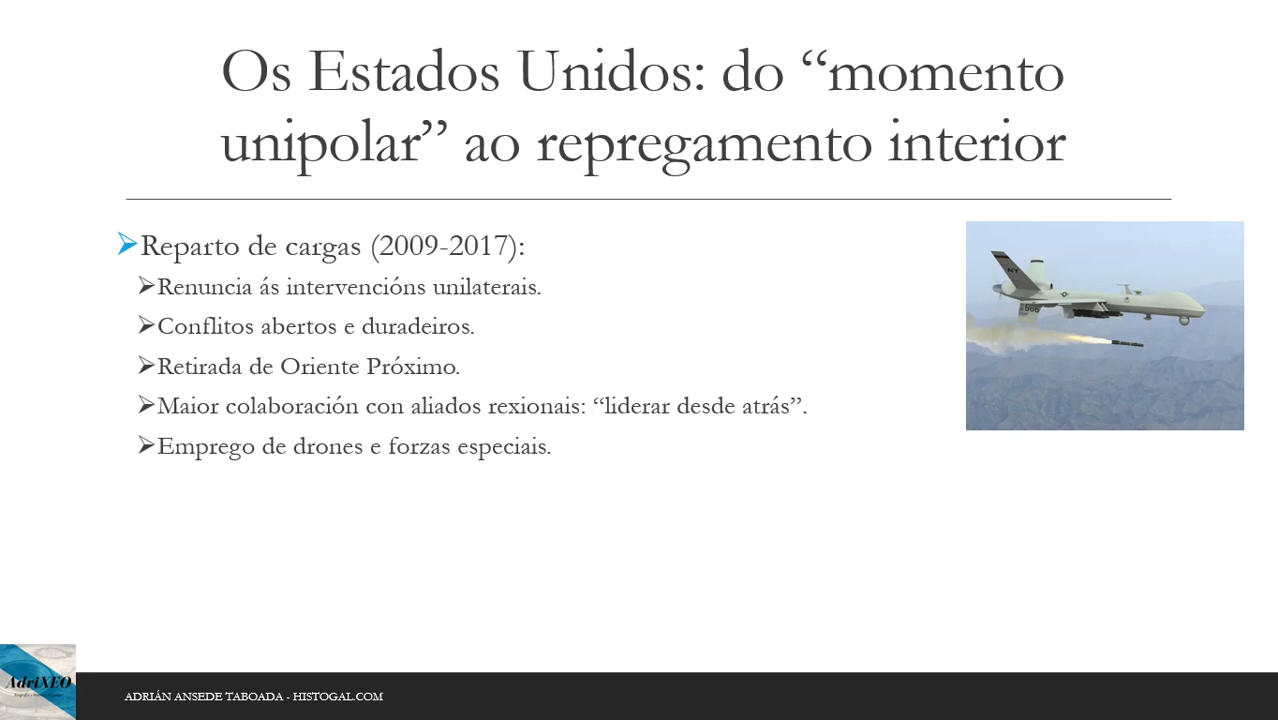 Os Estados Unidos: do “momento
unipolar” ao repregamento interior
Reparto de cargas (2009-2017):
Renuncia ás intervencións unilaterais.
Conflitos abertos e duradeiros.
Retirada de Oriente Próximo.
Maior colaboración con aliados rexionais: “liderar desde atrás”.
Emprego de drones e forzas especiais.
NY
AdriXEO
ADRIÁN ANSEDE TABOADA - HISTOGAL.COM